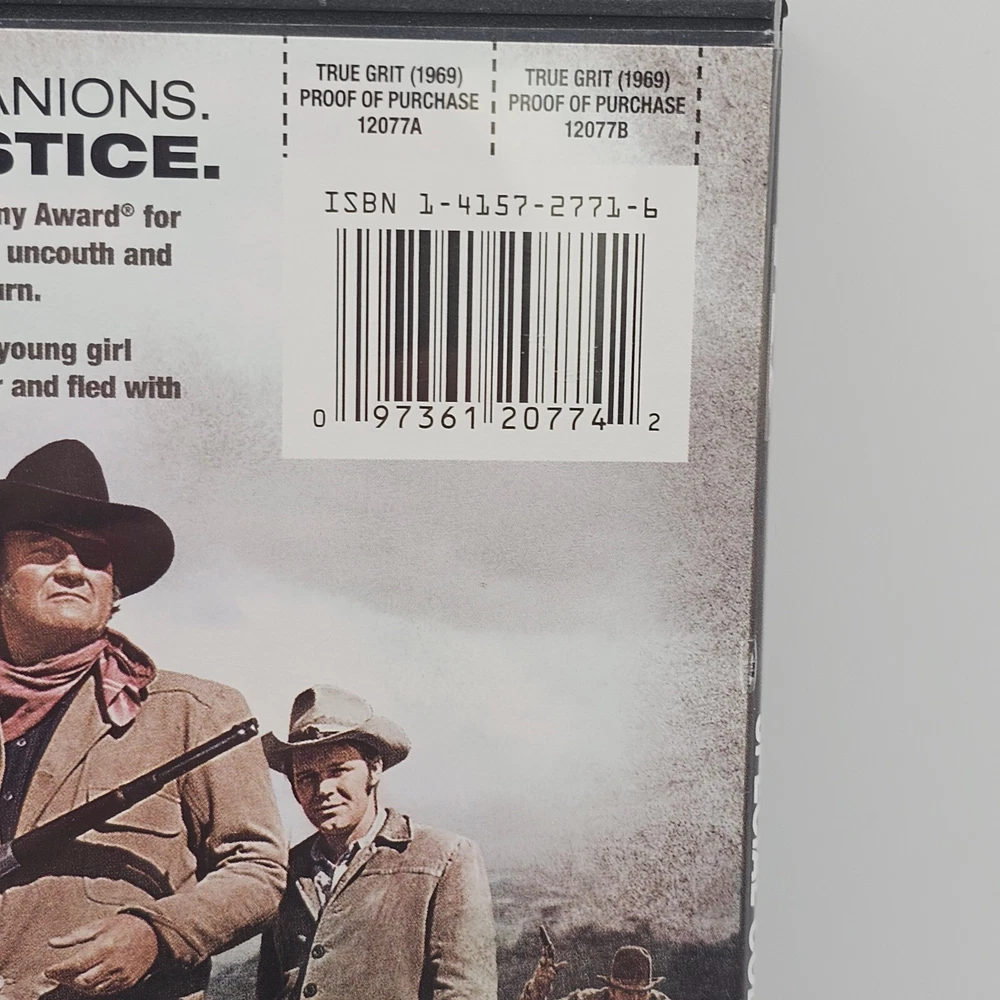 ANIONS.
STICE.
my Award® for
uncouth and
urn.
young girl
r and fled with
TRUE GRIT (1969)
PROOF OF PURCHASE
12077A
TRUE GRIT (1969)
PROOF OF PURCHASE
12077B
ISBN 1-4157-2771-6
0 97361 20774 2